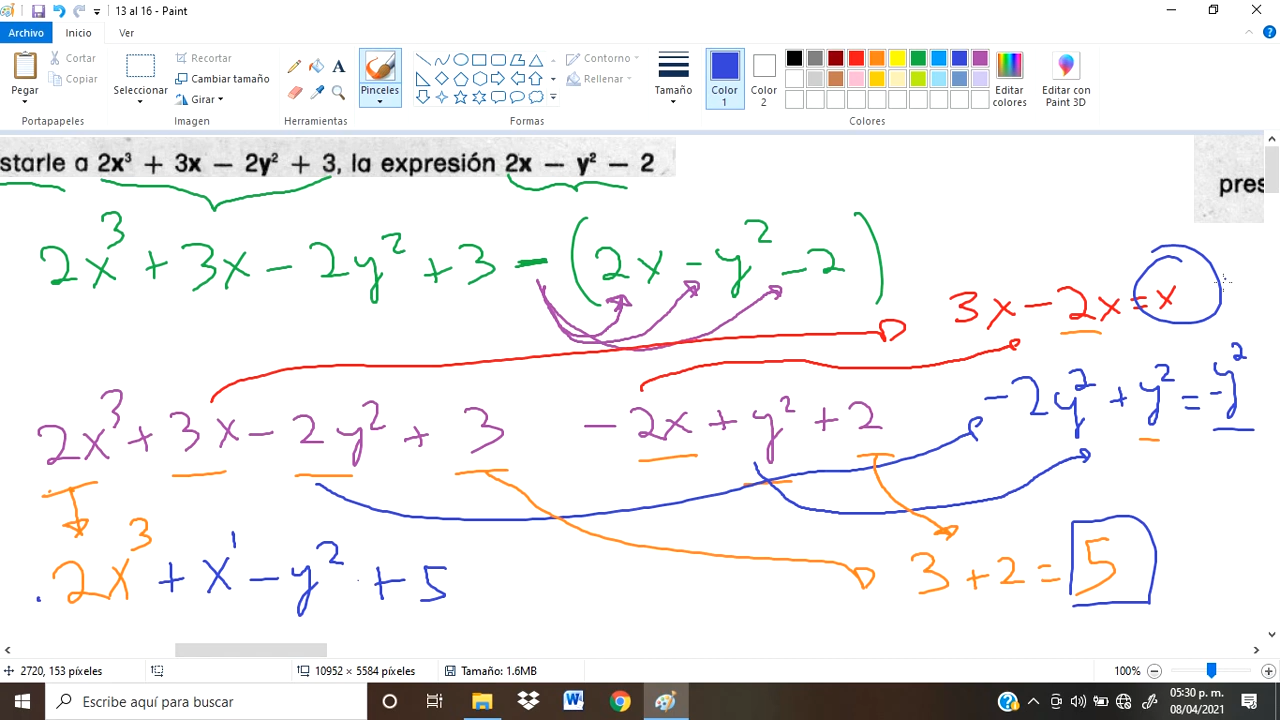 13 al 16 - Paint
Archivo Inicio Ver
Pegar Cortar Copiar Portapapeles
Seleccionar Recortar Cambiar tamaño Girar Imagen
A Herramientas
Pinceles
Contorno Rellenar Formas
Tamaño
Color 1 Color 2 Editar colores Colores
Editar con Paint 3D
starle a 2x³ + 3x − 2y² + 3, la expresión 2x − y² − 2
pres
2x³ + 3x − 2y² + 3 − (2x − y² − 2)
3x − 2x = x
−2y² + y² = -y²
2x³ + 3x − 2y² + 3 − 2x + y² + 2
3 + 2 = 5
. 2x³ + x¹ − y² + 5
2720, 153 píxeles 10952 × 5584 píxeles Tamaño: 1.6MB 100%
Escribe aquí para buscar
05:30 p. m.
08/04/2021